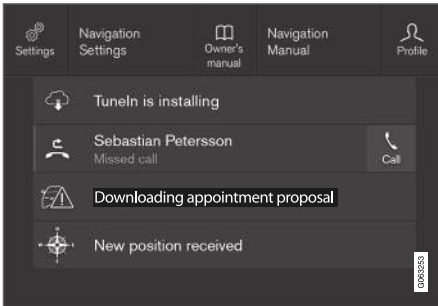 Settings
Navigation
Settings
Owner's
manual
Navigation
Manual
Profile
TuneIn is installing
Sebastian Petersson
Missed call
Call
Downloading appointment proposal
New position received
G063253